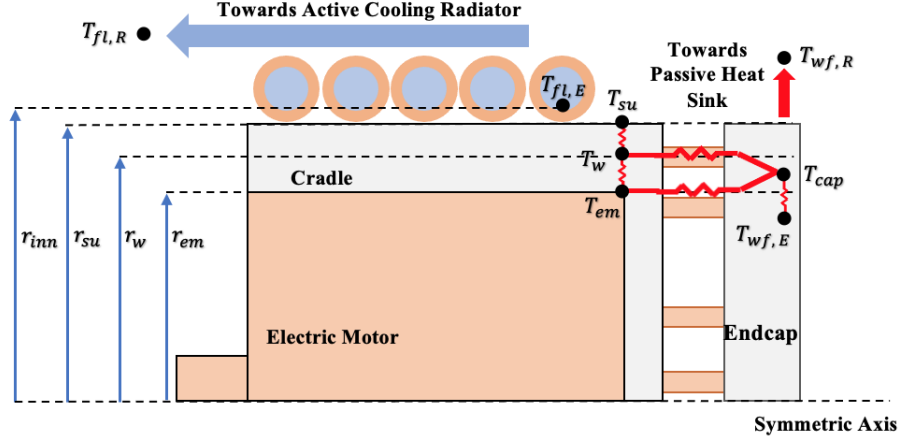 Towards Active Cooling Radiator
T_{fl,R}
Towards
Passive Heat
Sink
T_{wf,R}
T_{fl,E}
T_{su}
T_w
T_{cap}
Cradle
T_{em}
r_{inn}
r_{su}
r_w
r_{em}
T_{wf,E}
Electric Motor
Endcap
Symmetric Axis